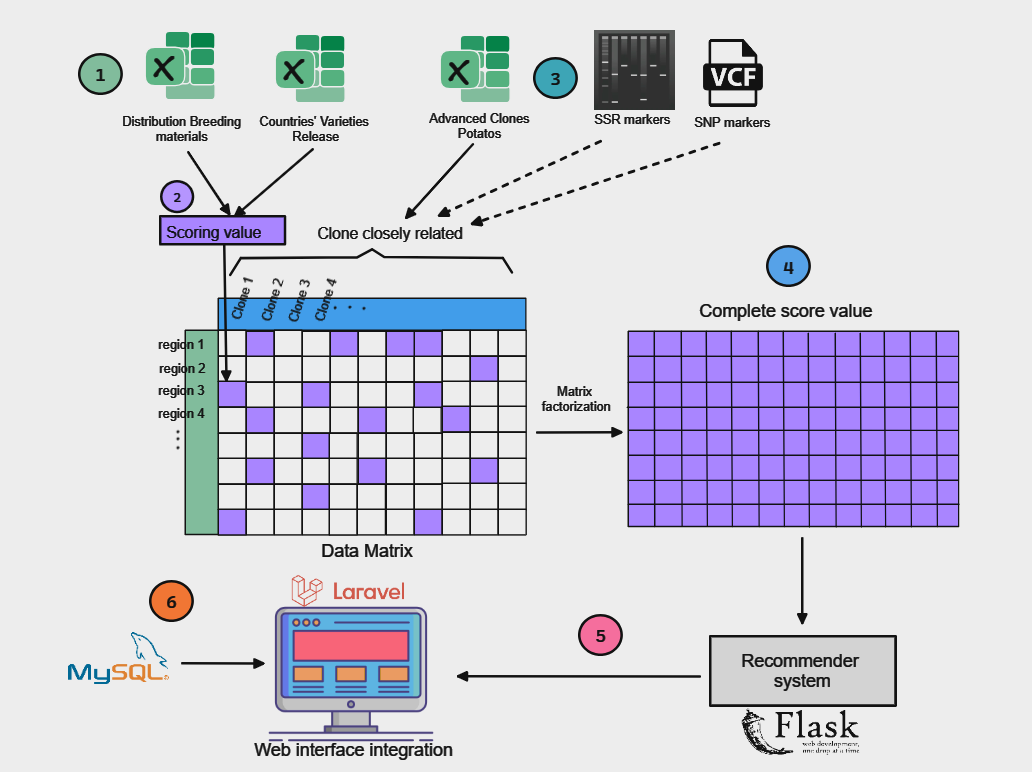 1
Distribution Breeding
materials
Countries' Varieties
Release
Advanced Clones
Potatos
3
SSR markers
VCF
SNP markers
2
Scoring value
Clone closely related
Clone 1
Clone 2
Clone 3
Clone 4
. . .
region 1
region 2
region 3
region 4
Data Matrix
Matrix
factorization
4
Complete score value
5
Recommender
system
Flask
web development,
one drop at a time
6
MySQL
Laravel
Web interface integration